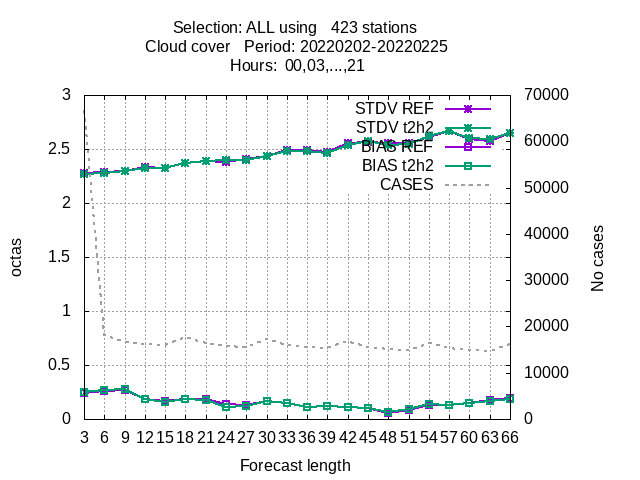 Selection: ALL using   423 stations
Cloud cover   Period: 20220202-20220225
Hours:  00,03,...,21
3 70000
STDV REF
STDV t2h2
2.5 60000
BIAS REF
BIAS t2h2
CASES
50000
2
40000
1.5
30000
1
20000
0.5
10000
0 0
octas
No cases
3 6 9 12 15 18 21 24 27 30 33 36 39 42 45 48 51 54 57 60 63 66
Forecast length